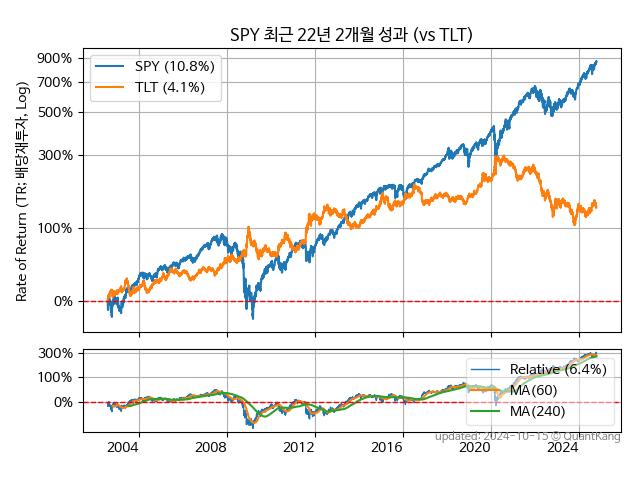 SPY 최근 22년 2개월 성과 (vs TLT)
Rate of Return (TR: 배당재투자, Log)
900%
700%
500%
300%
100%
0%
SPY (10.8%)
TLT (4.1%)
300%
100%
0%
Relative (6.4%)
MA(60)
MA(240)
2004
2008
2012
2016
2020
2024
updated: 2024-10-15 © QuantKang